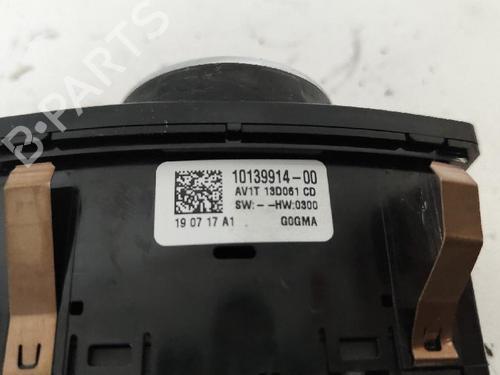 B-PARTS
10139914-00
AV1T 13D061 CD
SW:- -HW:0300
19 07 17 A1 G0GMA